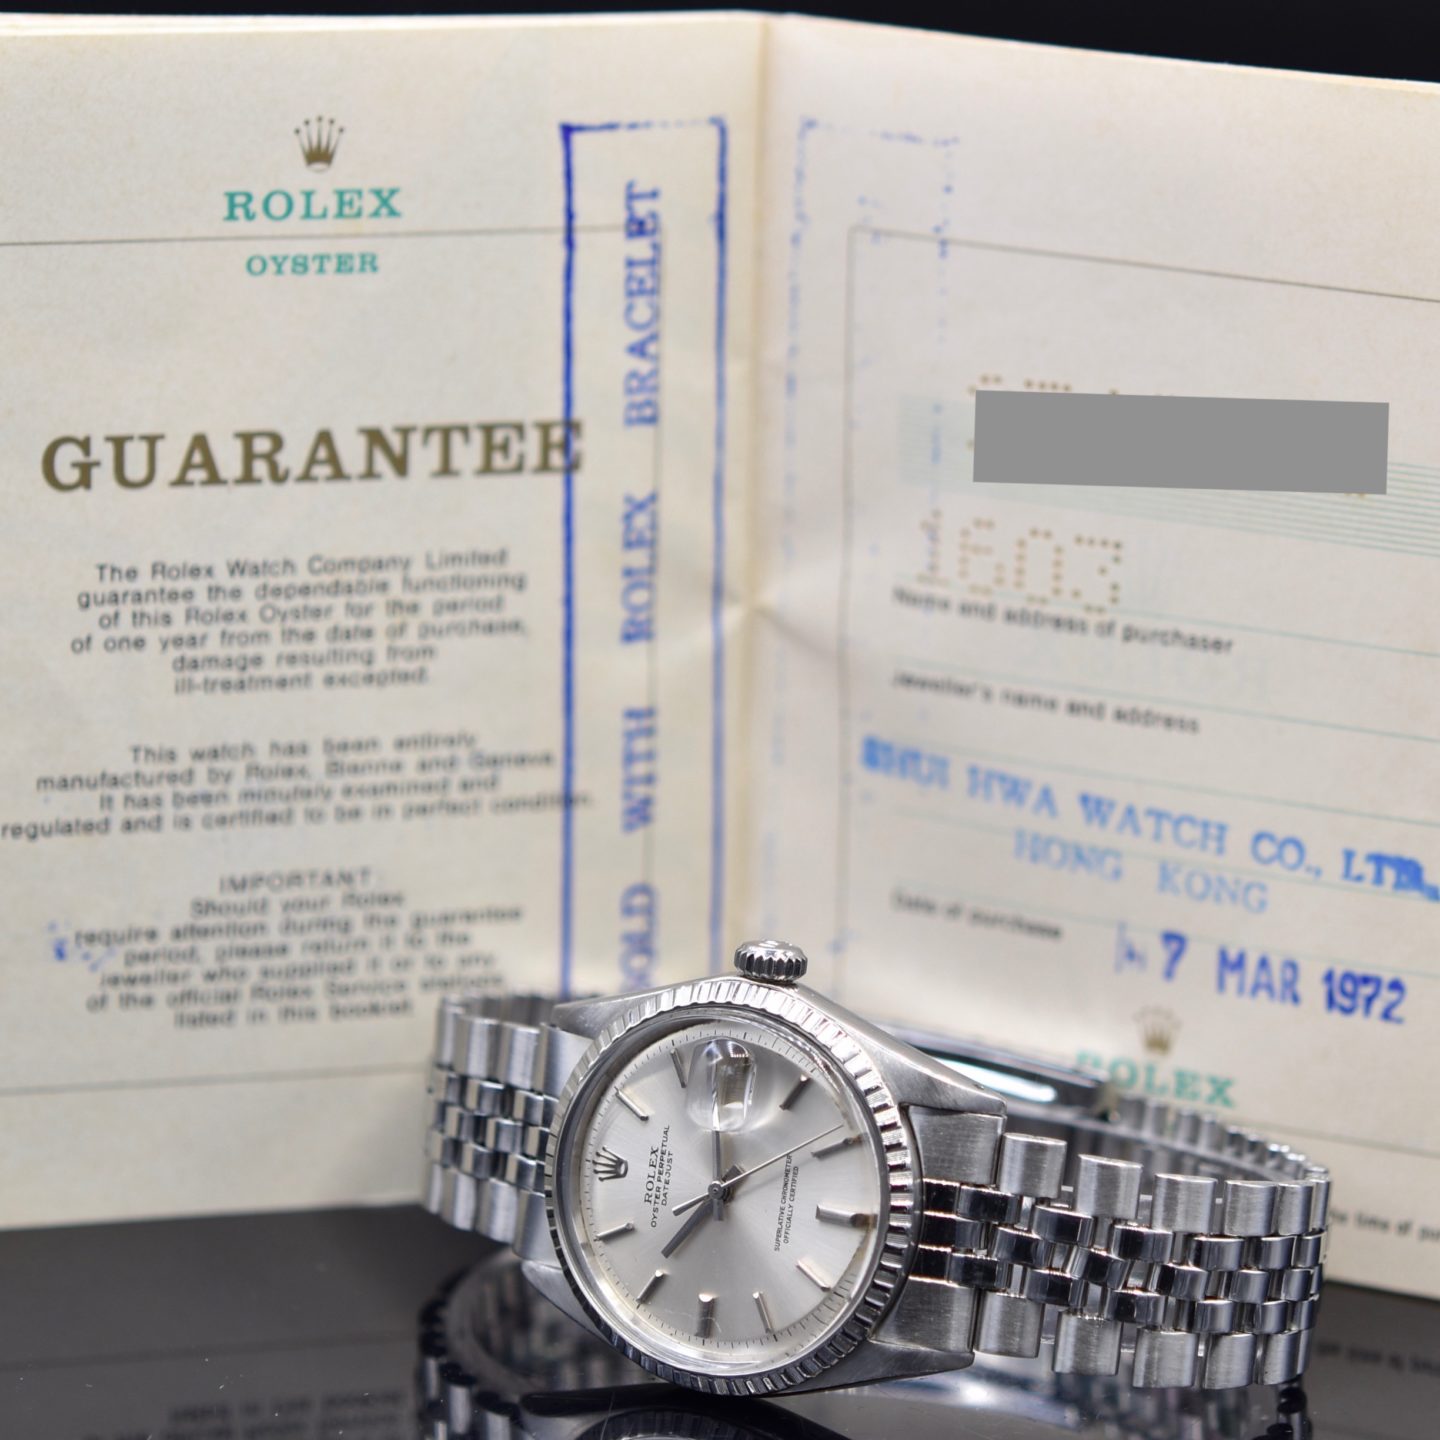 ROLEX
OYSTER
GUARANTEE
The Rolex Watch Company Limited
guarantee the dependable functioning
of this Rolex Oyster for the period
of one year from the date of purchase,
damage resulting from
ill-treatment excepted.
This watch has been entirely
manufactured by Rolex, Bienne and Geneva.
It has been minutely examined and
regulated and is certified to be in perfect condition.
IMPORTANT:
Should your Rolex
require attention during the guarantee
period, please return it to the
jeweller who supplied it or to any
of the official Rolex Service stations
listed in this booklet.
SOLD WITH ROLEX BRACELET
1603
Name and address of purchaser
Jeweller's name and address
SHUI HWA WATCH CO., LTD.
HONG KONG
Date of purchase
7 MAR 1972
ROLEX
ROLEX
OYSTER PERPETUAL
DATEJUST
SUPERLATIVE CHRONOMETER
OFFICIALLY CERTIFIED